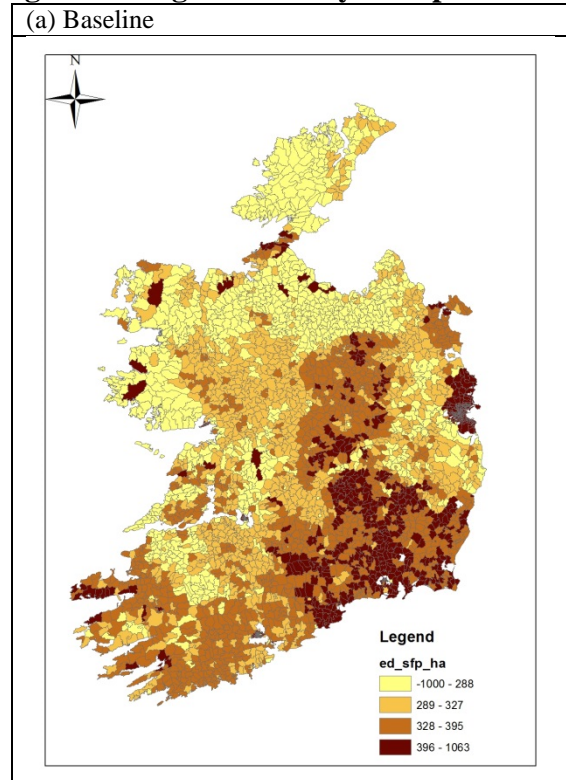 (a) Baseline
N
Legend
ed_sfp_ha
-1000 - 288
289 - 327
328 - 395
396 - 1063